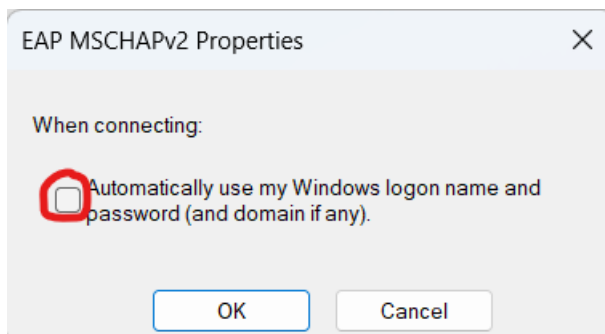 EAP MSCHAPv2 Properties
When connecting:
Automatically use my Windows logon name and
password (and domain if any).
OK
Cancel